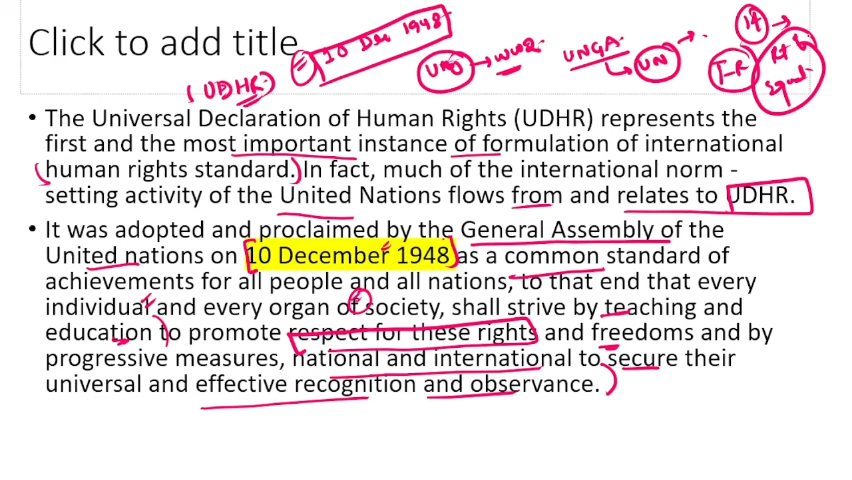 Click to add title
(UDHR)
10 Dec 1948
UNO → WW2
UNGA
UN
14
Rt to equal
• The Universal Declaration of Human Rights (UDHR) represents the
first and the most important instance of formulation of international
human rights standard. In fact, much of the international norm -
setting activity of the United Nations flows from and relates to UDHR.
• It was adopted and proclaimed by the General Assembly of the
United nations on 10 December 1948 as a common standard of
achievements for all people and all nations, to that end that every
individual and every organ of society, shall strive by teaching and
education to promote respect for these rights and freedoms and by
progressive measures, national and international to secure their
universal and effective recognition and observance.